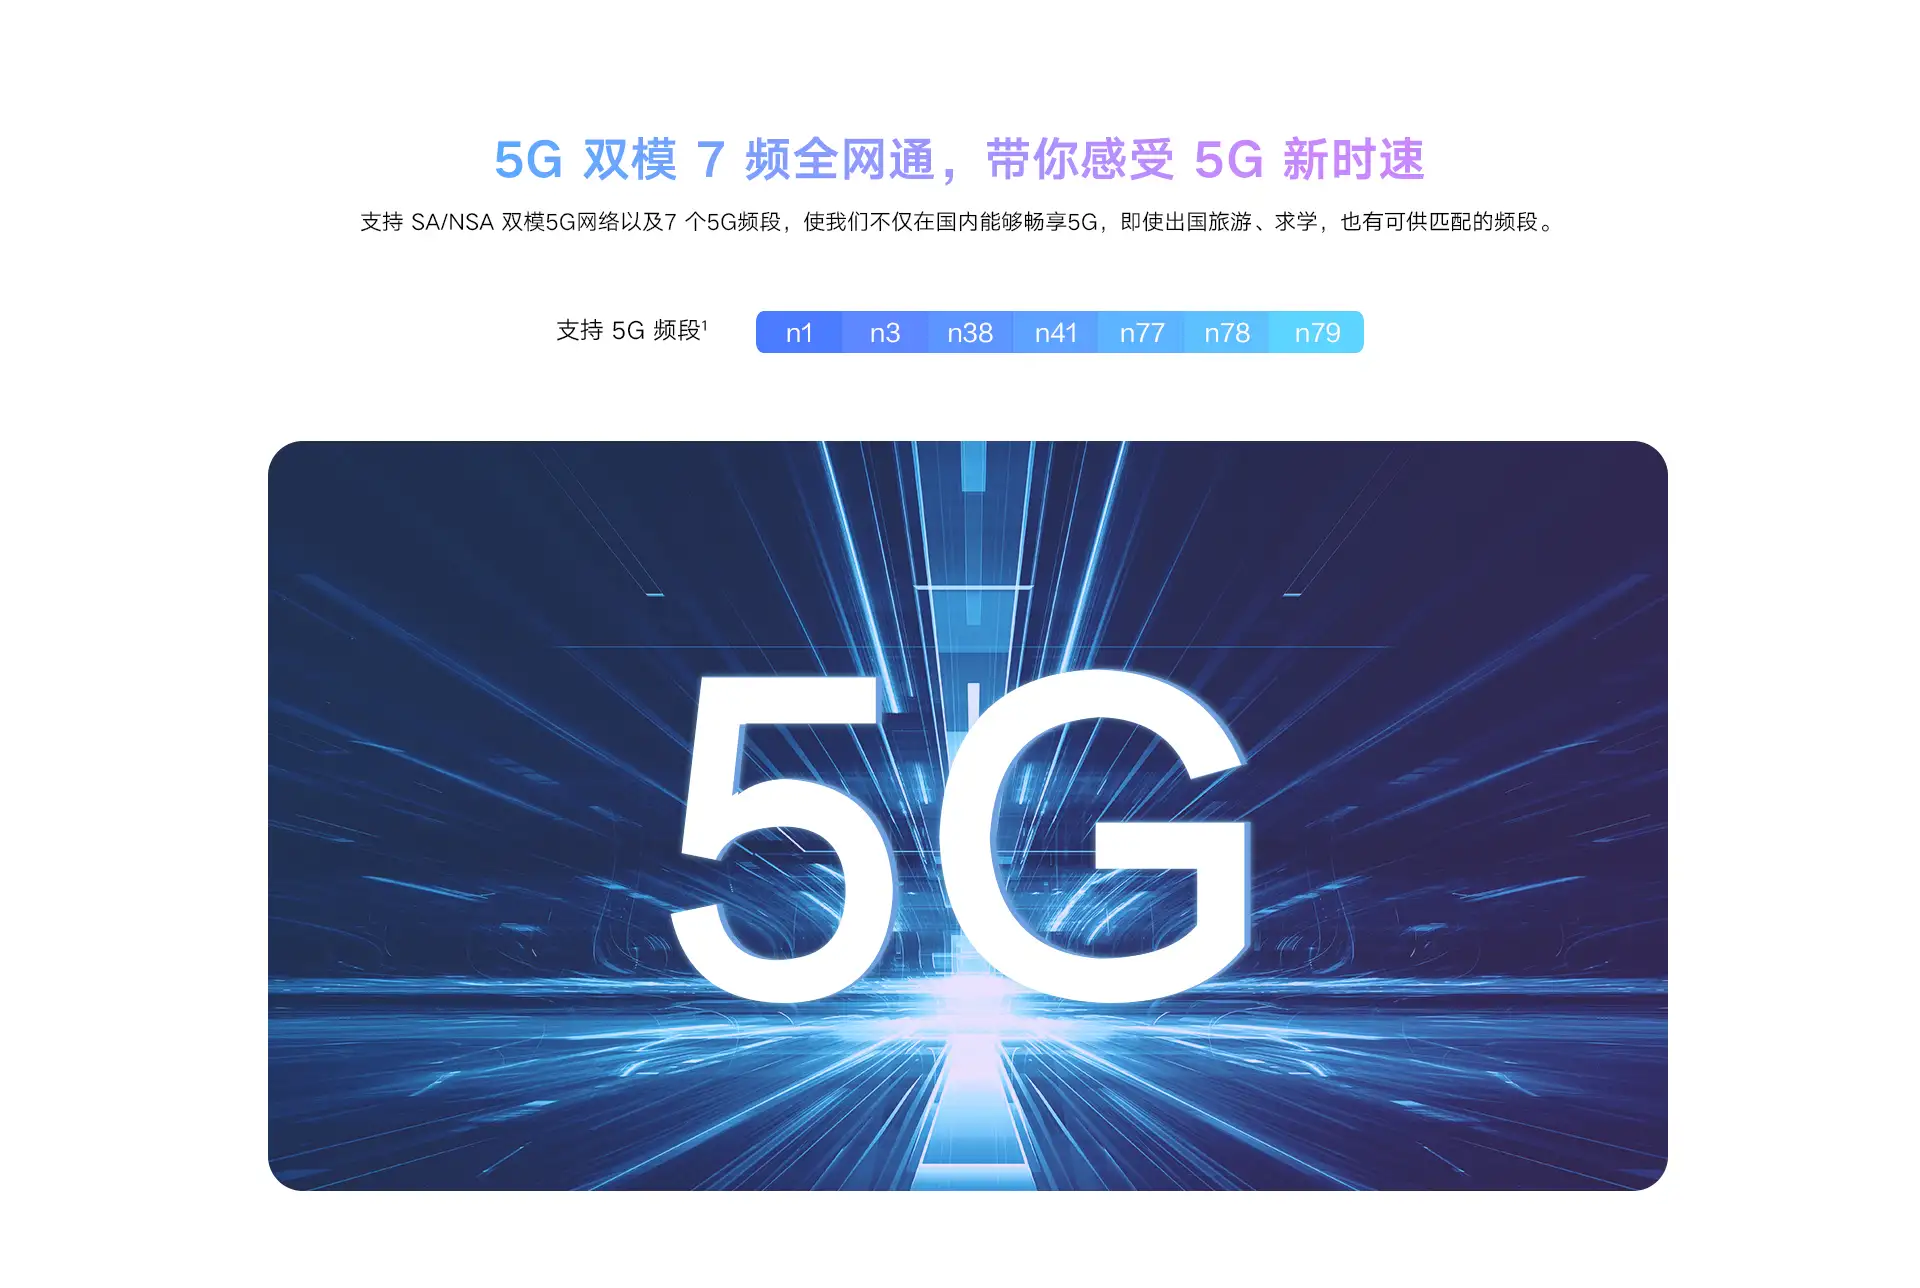 5G 双模 7 频全网通，带你感受 5G 新时速
支持 SA/NSA 双模5G网络以及7 个5G频段，使我们不仅在国内能够畅享5G，即使出国旅游、求学，也有可供匹配的频段。
支持 5G 频段¹ n1 n3 n38 n41 n77 n78 n79
5G